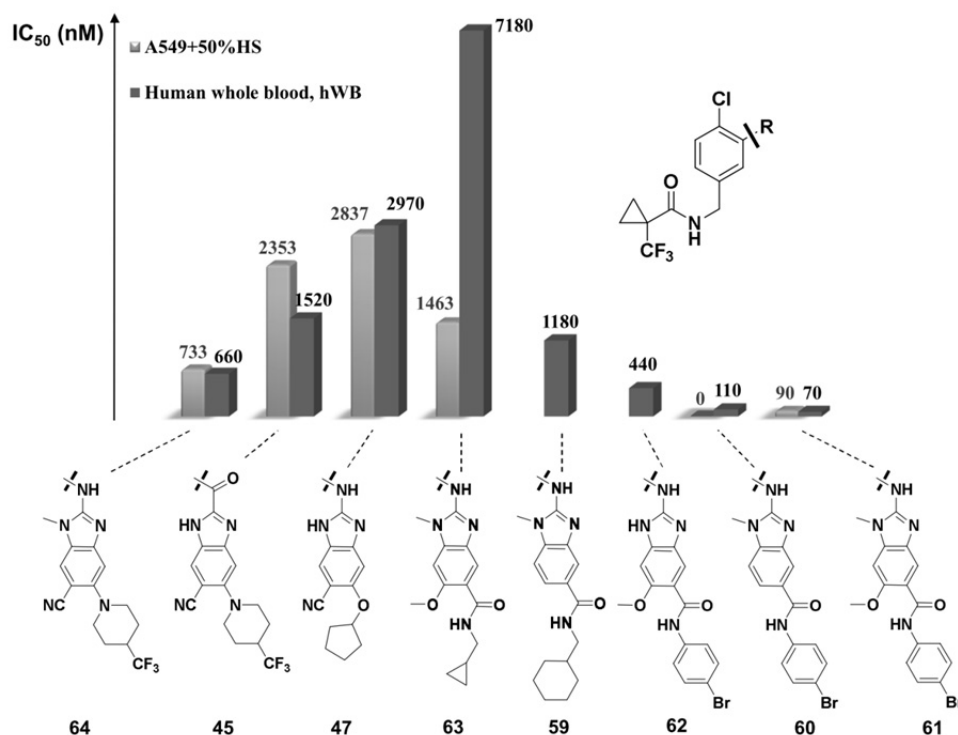 IC50 (nM)
A549+50%HS
Human whole blood, hWB
733
660
2353
1520
2837
2970
1463
7180
1180
440
0
110
90
70
Cl
R
O
N
H
CF3
NH
N
N
NC
N
CF3
O
HN
N
NC
N
CF3
NH
HN
N
NC
O
NH
N
N
O
O
HN
NH
N
N
O
HN
NH
HN
N
O
O
HN
Br
NH
N
N
O
HN
Br
NH
N
N
O
O
HN
Br
64
45
47
63
59
62
60
61